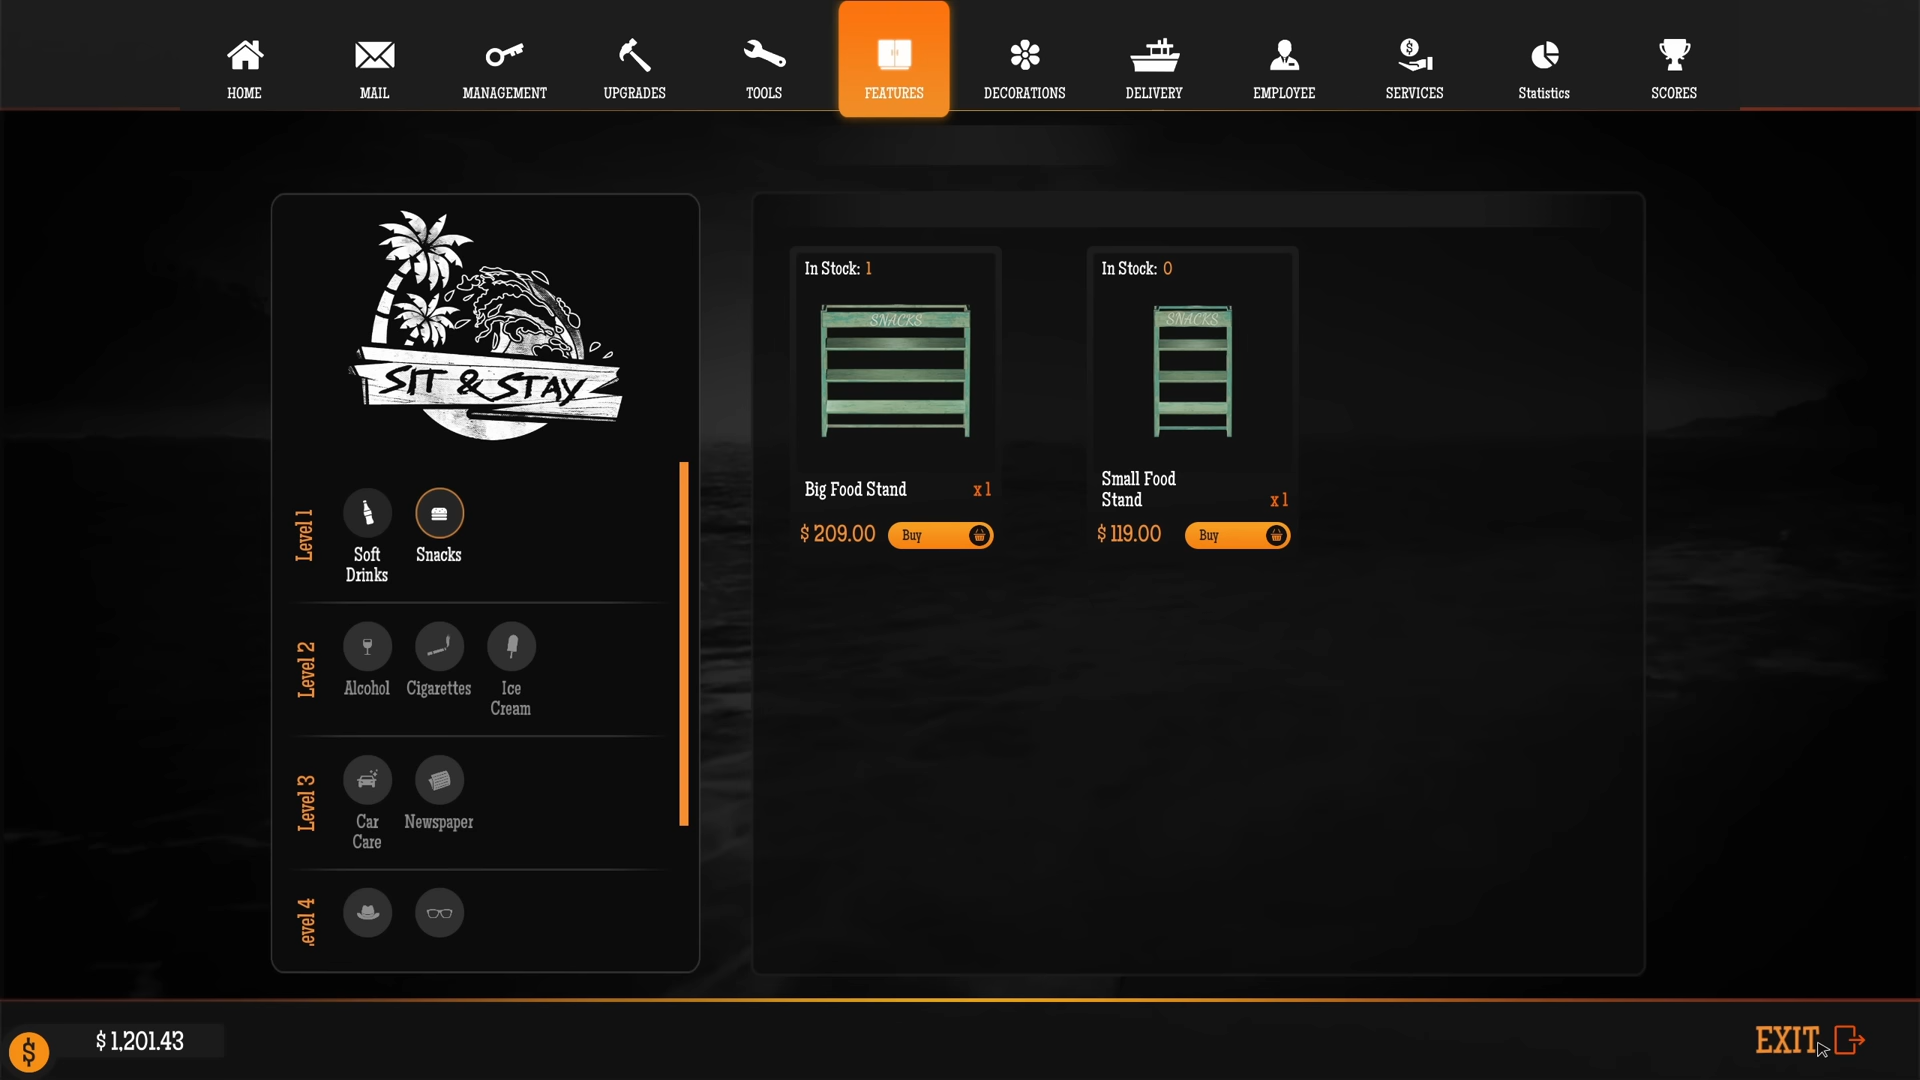 HOME
MAIL
MANAGEMENT
UPGRADES
TOOLS
FEATURES
DECORATIONS
DELIVERY
EMPLOYEE
SERVICES
Statistics
SCORES
SIT & STAY
Level 1
Soft
Drinks
Snacks
Level 2
Alcohol
Cigarettes
Ice
Cream
Level 3
Car
Care
Newspaper
evel 4
In Stock: 1
SNACKS
Big Food Stand x 1
$ 209.00 Buy
In Stock: 0
SNACKS
Small Food
Stand x 1
$ 119.00 Buy
$ 1,201.43
EXIT